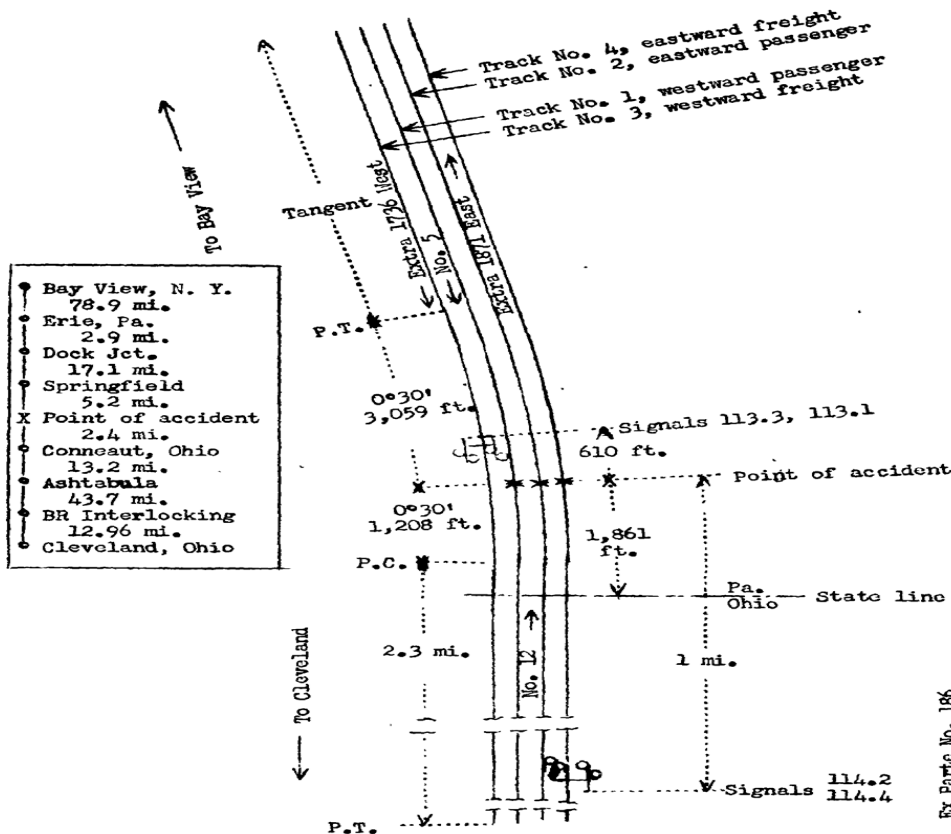 Track No. 4, eastward freight
Track No. 2, eastward passenger
Track No. 1, westward passenger
Track No. 3, westward freight
To Bay View
Tangent
Extra 1736 West
No. 5
Extra 1871 East
Bay View, N. Y.
78.9 mi.
Erie, Pa.
2.9 mi.
Dock Jct.
17.1 mi.
Springfield
5.2 mi.
X Point of accident
2.4 mi.
Conneaut, Ohio
13.2 mi.
Ashtabula
43.7 mi.
BR Interlocking
12.96 mi.
Cleveland, Ohio
P.T.
0°30'
3,059 ft.
Signals 113.3, 113.1
610 ft.
Point of accident
0°30'
1,208 ft.
1,861
ft.
P.C.
Pa.
Ohio
State line
To Cleveland
2.3 mi.
No. 12
1 mi.
Signals 114.2
114.4
P.T.
Ex Parte No. 186